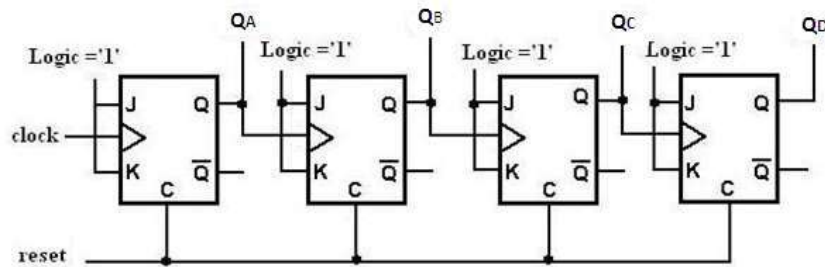 QA QB QC QD
Logic ='1' Logic ='1' Logic ='1' Logic ='1'
J Q J Q J Q J Q
clock
K Q̅ K Q̅ K Q̅ K Q̅
C C C C
reset